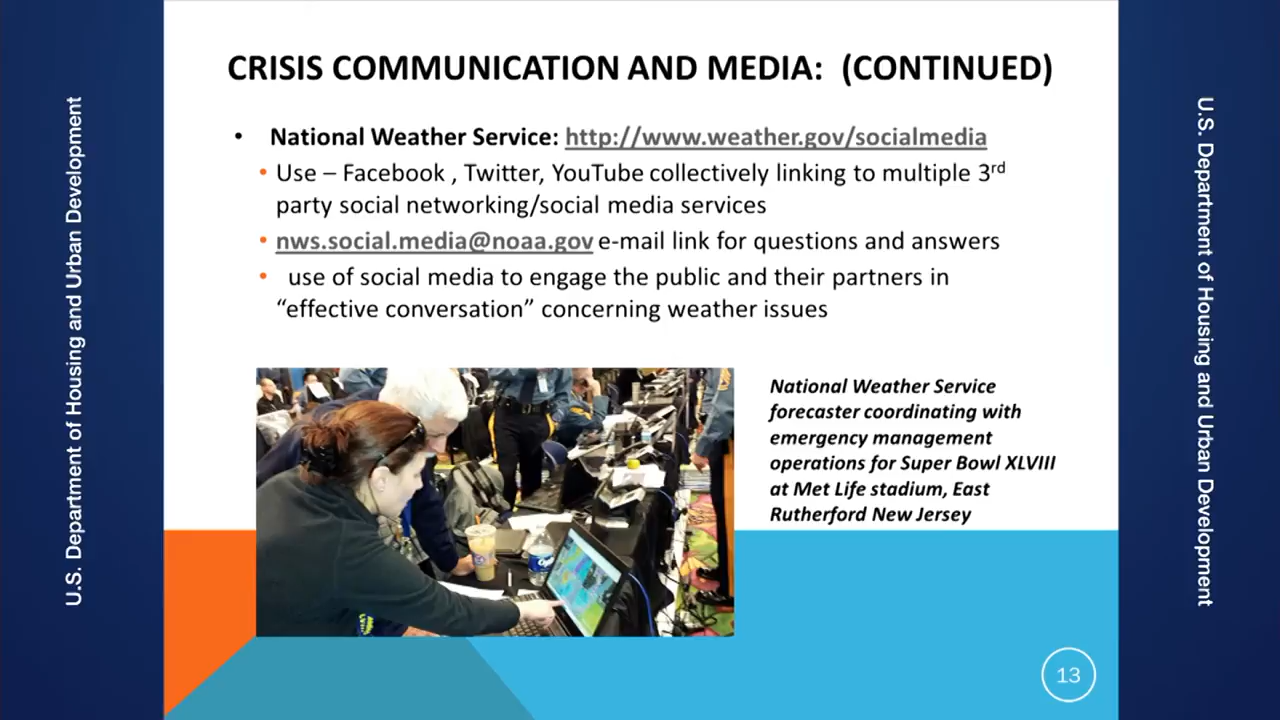 CRISIS COMMUNICATION AND MEDIA: (CONTINUED)
• National Weather Service: http://www.weather.gov/socialmedia
• Use – Facebook , Twitter, YouTube collectively linking to multiple 3rd
party social networking/social media services
• nws.social.media@noaa.gov e-mail link for questions and answers
• use of social media to engage the public and their partners in
“effective conversation” concerning weather issues
National Weather Service
forecaster coordinating with
emergency management
operations for Super Bowl XLVIII
at Met Life stadium, East
Rutherford New Jersey
13
U.S. Department of Housing and Urban Development
U.S. Department of Housing and Urban Development